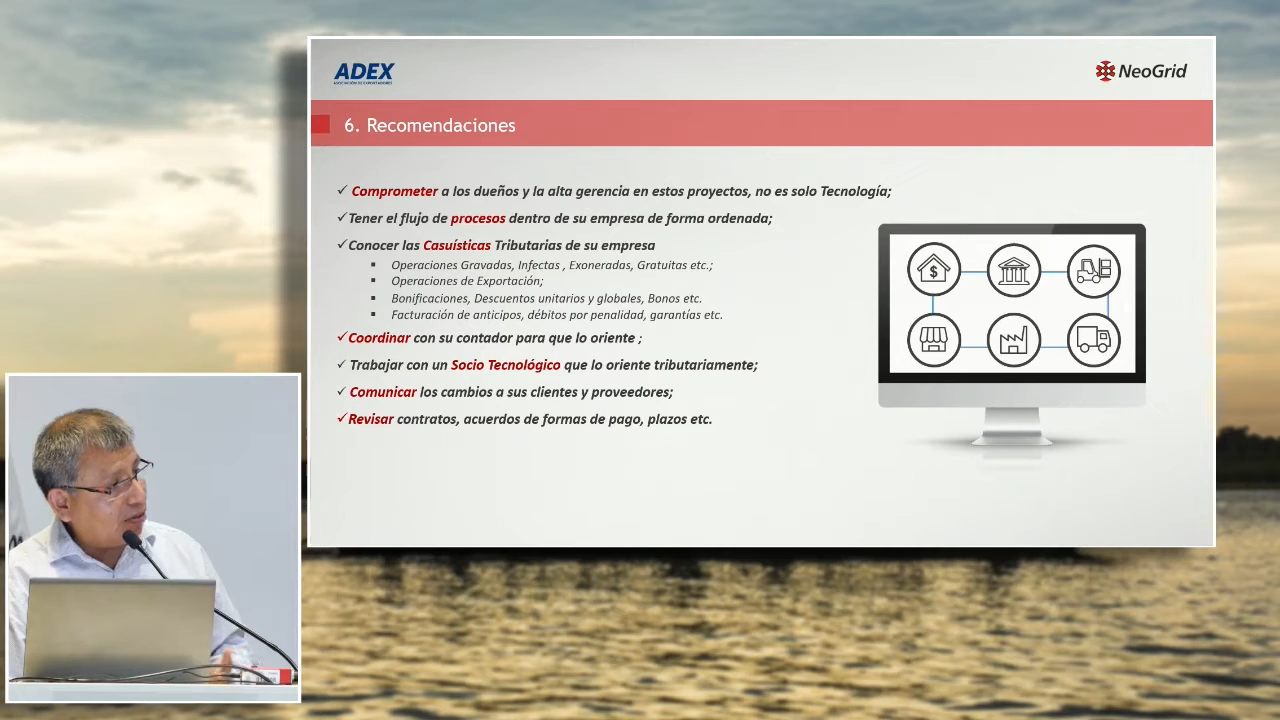 ADEX
ASOCIACIÓN DE EXPORTADORES
NeoGrid
6. Recomendaciones
✓ Comprometer a los dueños y la alta gerencia en estos proyectos, no es solo Tecnología;
✓Tener el flujo de procesos dentro de su empresa de forma ordenada;
✓Conocer las Casuísticas Tributarias de su empresa
▪ Operaciones Gravadas, Infectas , Exoneradas, Gratuitas etc.;
▪ Operaciones de Exportación;
▪ Bonificaciones, Descuentos unitarios y globales, Bonos etc.
▪ Facturación de anticipos, débitos por penalidad, garantías etc.
✓Coordinar con su contador para que lo oriente ;
✓ Trabajar con un Socio Tecnológico que lo oriente tributariamente;
✓ Comunicar los cambios a sus clientes y proveedores;
✓Revisar contratos, acuerdos de formas de pago, plazos etc.
$